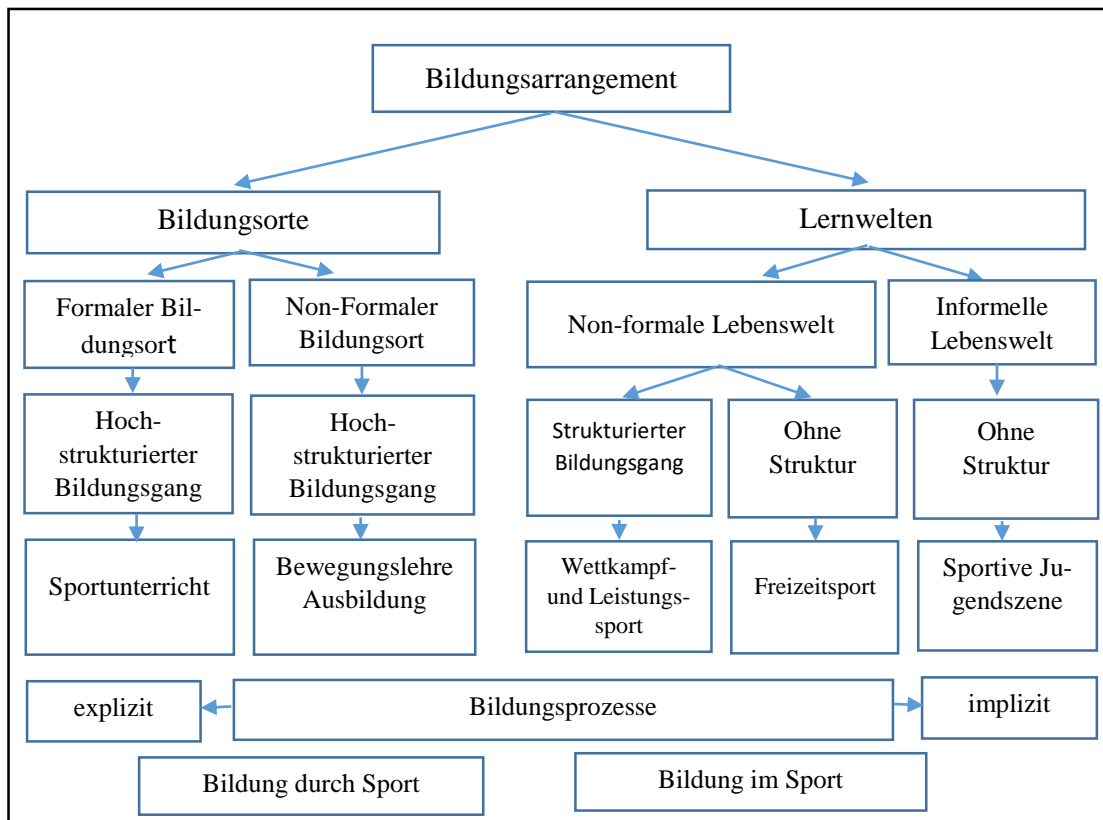 Bildungsarrangement
Bildungsorte
Lernwelten
Formaler Bil-
dungsort
Non-Formaler
Bildungsort
Non-formale Lebenswelt
Informelle
Lebenswelt
Hoch-
strukturierter
Bildungsgang
Hoch-
strukturierter
Bildungsgang
Strukturierter
Bildungsgang
Ohne
Struktur
Ohne
Struktur
Sportunterricht
Bewegungslehre
Ausbildung
Wettkampf-
und Leistungs-
sport
Freizeitsport
Sportive Ju-
gendszene
explizit
Bildungsprozesse
implizit
Bildung durch Sport
Bildung im Sport